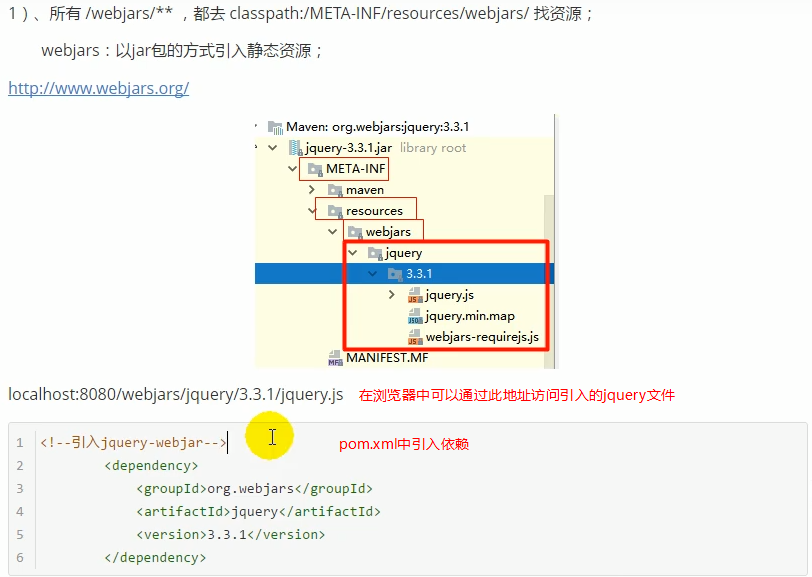 1）、所有 /webjars/** ，都去 classpath:/META-INF/resources/webjars/ 找资源；
webjars：以jar包的方式引入静态资源；
http://www.webjars.org/
Maven: org.webjars:jquery:3.3.1
jquery-3.3.1.jar library root
META-INF
maven
resources
webjars
jquery
3.3.1
jquery.js
jquery.min.map
webjars-requirejs.js
MANIFEST.MF
localhost:8080/webjars/jquery/3.3.1/jquery.js 在浏览器中可以通过此地址访问引入的jquery文件
1 <!--引入jquery-webjar--> pom.xml中引入依赖
2 <dependency>
3 <groupId>org.webjars</groupId>
4 <artifactId>jquery</artifactId>
5 <version>3.3.1</version>
6 </dependency>